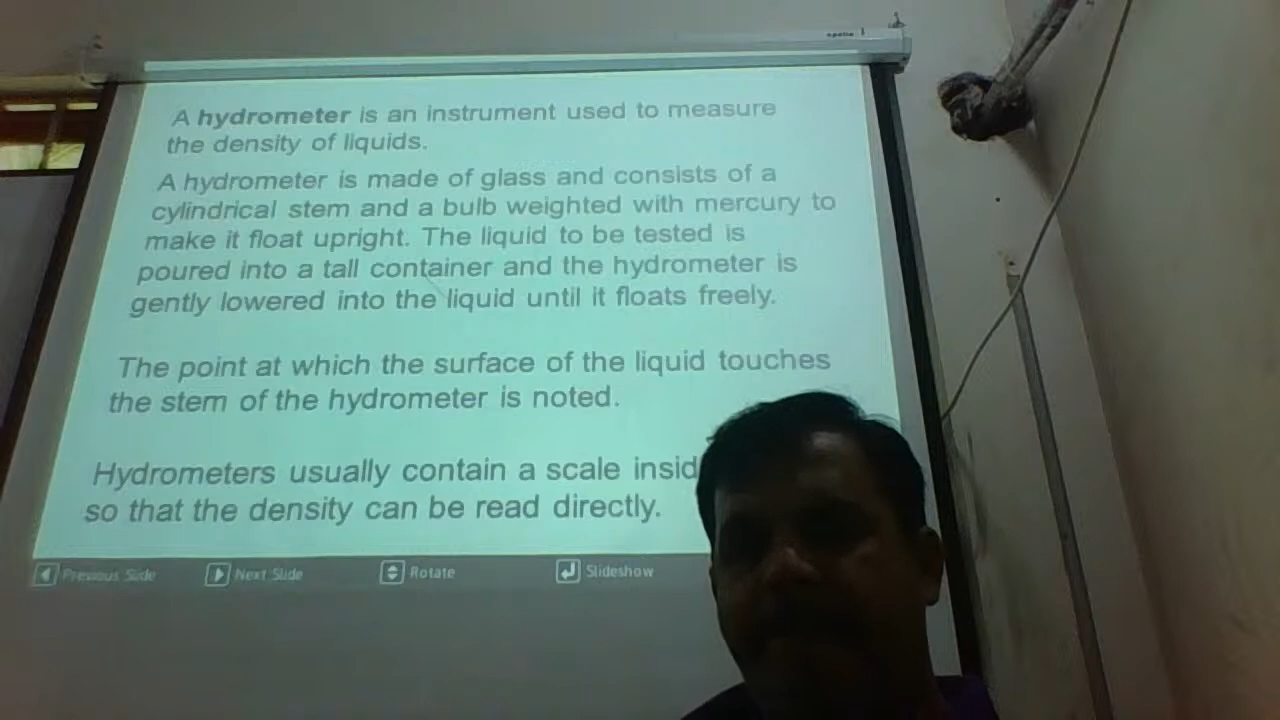 A hydrometer is an instrument used to measure
the density of liquids.
A hydrometer is made of glass and consists of a
cylindrical stem and a bulb weighted with mercury to
make it float upright. The liquid to be tested is
poured into a tall container and the hydrometer is
gently lowered into the liquid until it floats freely.
The point at which the surface of the liquid touches
the stem of the hydrometer is noted.
Hydrometers usually contain a scale insid
so that the density can be read directly.
Previous Slide Next Slide Rotate Slideshow